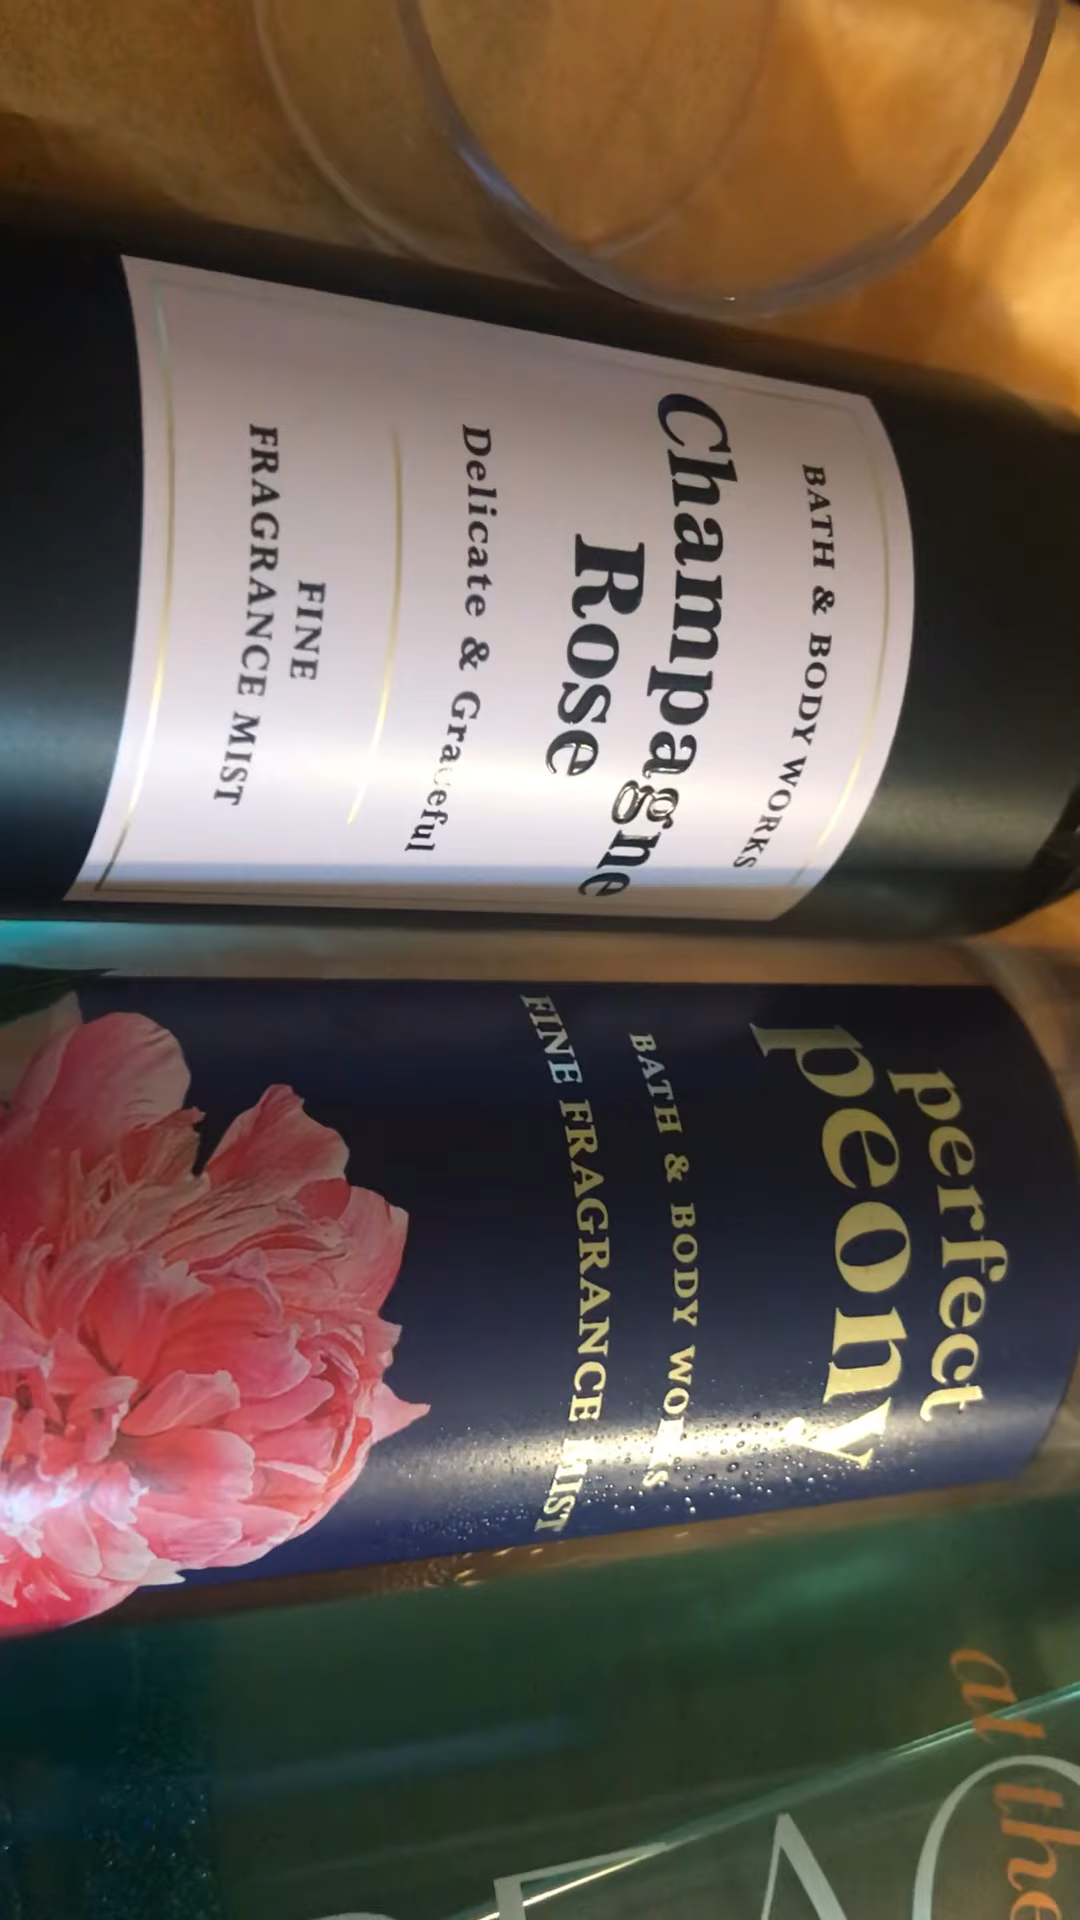 BATH & BODY WORKS
Champagne
Rose
Delicate & Graceful
FINE
FRAGRANCE MIST
perfect
peony
BATH & BODY WORKS
FINE FRAGRANCE MIST
at the